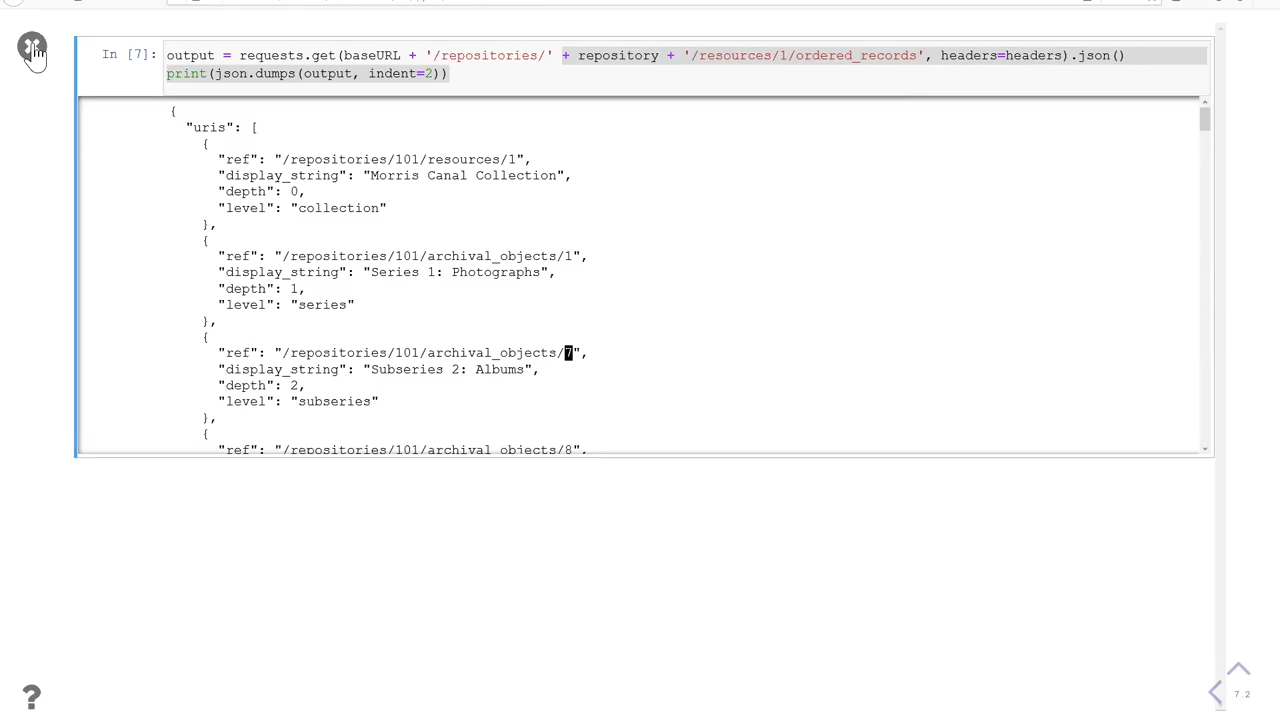 In [7]: output = requests.get(baseURL + '/repositories/' + repository + '/resources/1/ordered_records', headers=headers).json()
print(json.dumps(output, indent=2))
{
"uris": [
{
"ref": "/repositories/101/resources/1",
"display_string": "Morris Canal Collection",
"depth": 0,
"level": "collection"
},
{
"ref": "/repositories/101/archival_objects/1",
"display_string": "Series 1: Photographs",
"depth": 1,
"level": "series"
},
{
"ref": "/repositories/101/archival_objects/7",
"display_string": "Subseries 2: Albums",
"depth": 2,
"level": "subseries"
},
{
"ref": "/repositories/101/archival_objects/8",
?
7.2